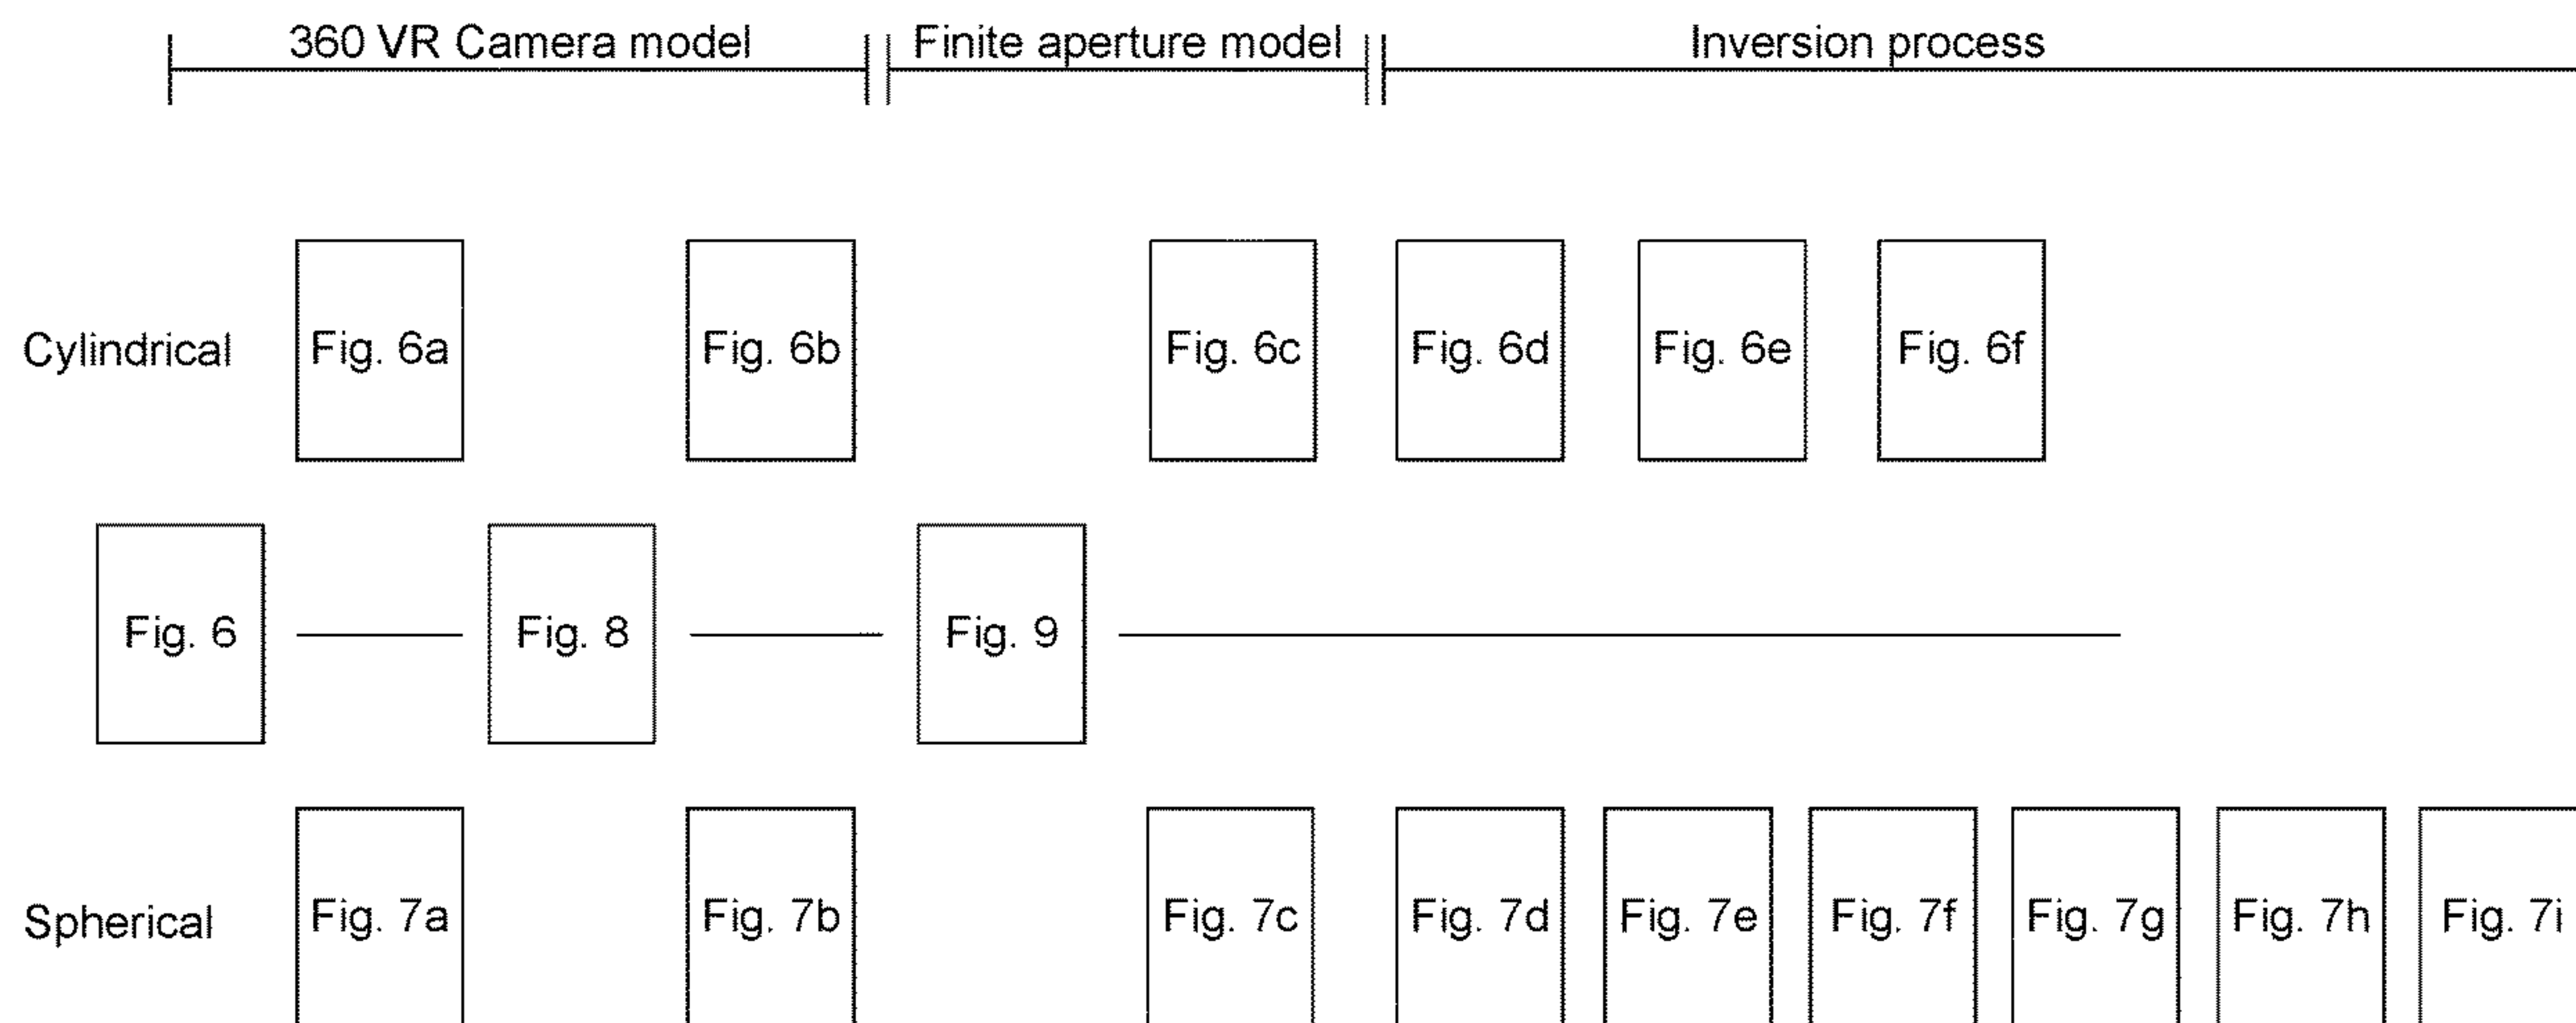 360 VR Camera model Finite aperture model Inversion process
Cylindrical Fig. 6a Fig. 6b Fig. 6c Fig. 6d Fig. 6e Fig. 6f
Fig. 6 Fig. 8 Fig. 9
Spherical Fig. 7a Fig. 7b Fig. 7c Fig. 7d Fig. 7e Fig. 7f Fig. 7g Fig. 7h Fig. 7i